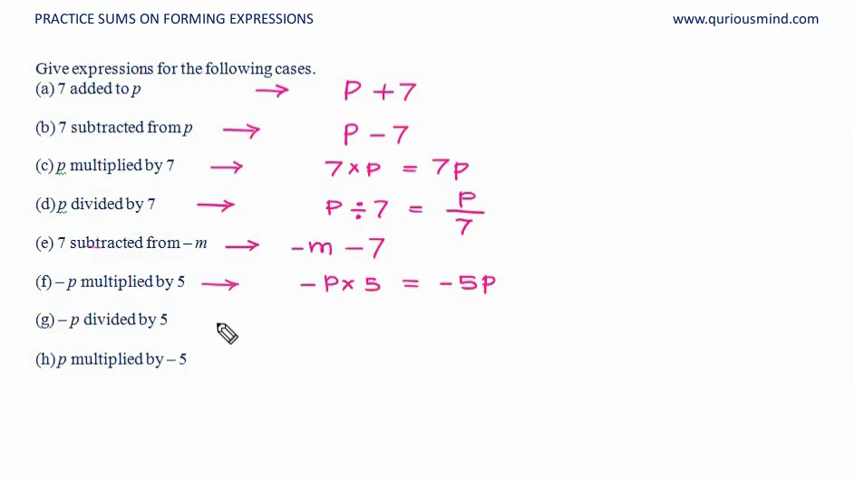 PRACTICE SUMS ON FORMING EXPRESSIONS www.quriousmind.com
Give expressions for the following cases.
(a) 7 added to p → P + 7
(b) 7 subtracted from p → P − 7
(c) p multiplied by 7 → 7 × p = 7p
(d) p divided by 7 → P ÷ 7 = P/7
(e) 7 subtracted from – m → -m − 7
(f) – p multiplied by 5 → -P × 5 = -5P
(g) – p divided by 5
(h) p multiplied by – 5